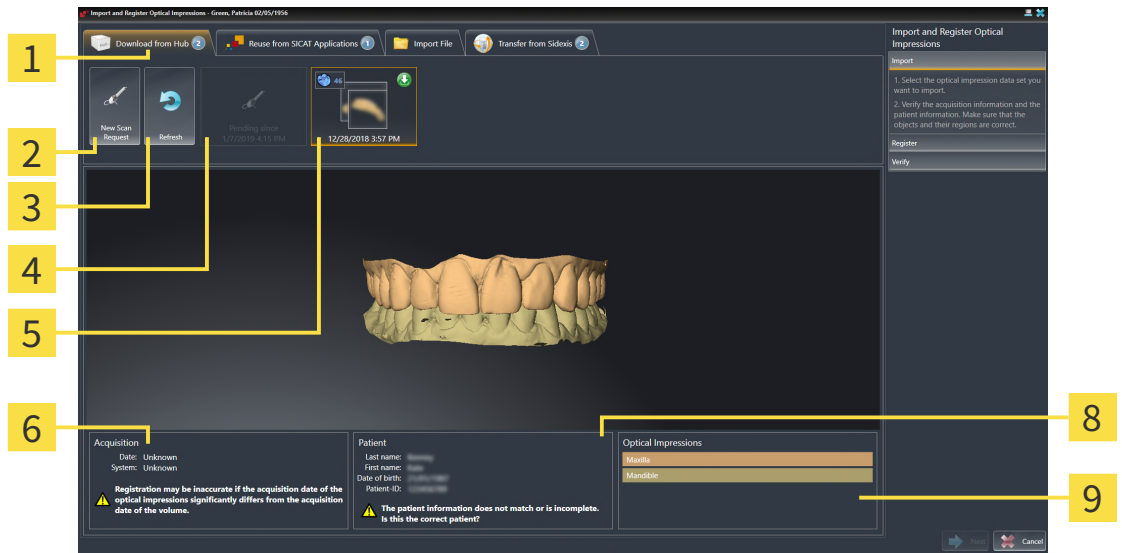 Import and Register Optical Impressions - Green, Patricia 02/05/1956
Download from Hub 2
Reuse from SICAT Applications 1
Import File
Transfer from Sidexis 2
New Scan
Request
Refresh
Pending since
1/7/2019 4:15 PM
46
12/28/2018 3:57 PM
Import and Register Optical
Impressions
Import
1. Select the optical impression data set you
want to import.
2. Verify the acquisition information and the
patient information. Make sure that the
objects and their regions are correct.
Register
Verify
Acquisition
Date: Unknown
System: Unknown
Registration may be inaccurate if the acquisition date of the
optical impressions significantly differs from the acquisition
date of the volume.
Patient
Last name:
First name:
Date of birth:
Patient-ID:
The patient information does not match or is incomplete.
Is this the correct patient?
Optical Impressions
Maxilla
Mandible
Next
Cancel
1
2
3
4
5
6
8
9